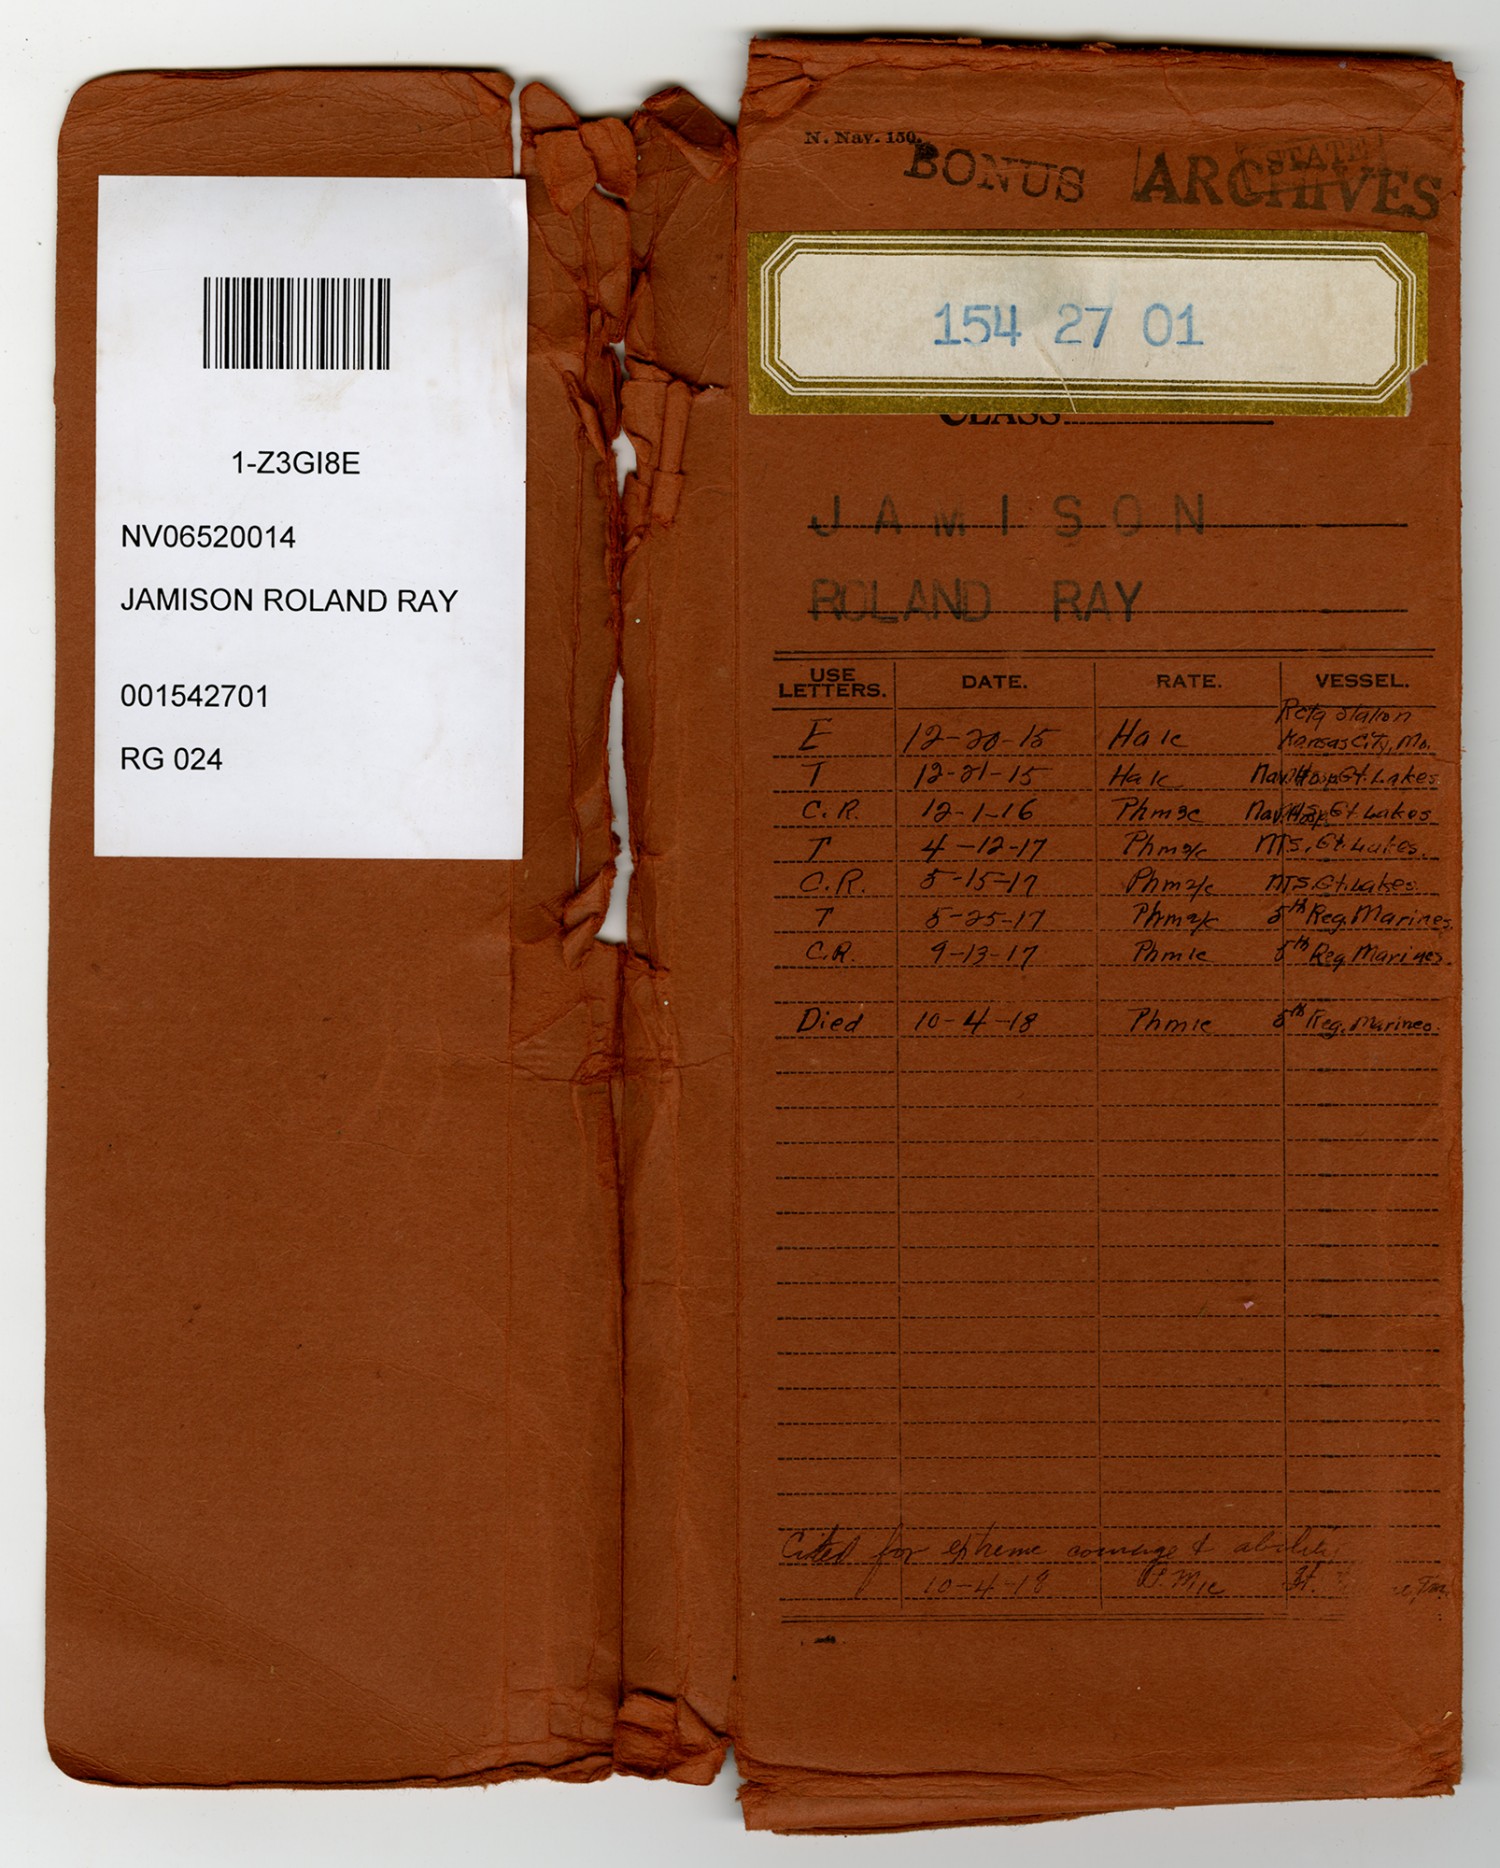 1-Z3GI8E
NV06520014
JAMISON ROLAND RAY
001542701
RG 024
N. Nav. 150.
BONUS ARCHIVES
STATE
154 27 01
CLASS
JAMISON
ROLAND RAY
USE LETTERS. DATE. RATE. VESSEL.
E 12-20-15 Ha1c Rctg Station Kansas City, Mo.
T 12-21-15 Ha1c Nav. Hosp Gt. Lakes
C.R. 12-1-16 Phm3c Nav. Hosp. Gt Lakes
T 4-12-17 Phm3/c NTS. Gt. Lakes.
C.R. 5-15-17 Phm2/c NTS. Gt. Lakes.
T 5-25-17 Phm2/c 5th Reg. Marines
C.R. 9-13-17 Phm1c 5th Reg Marines.
Died 10-4-18 Phm1c 5th Reg. Marines.
Cited for extreme courage & ability
10-4-18